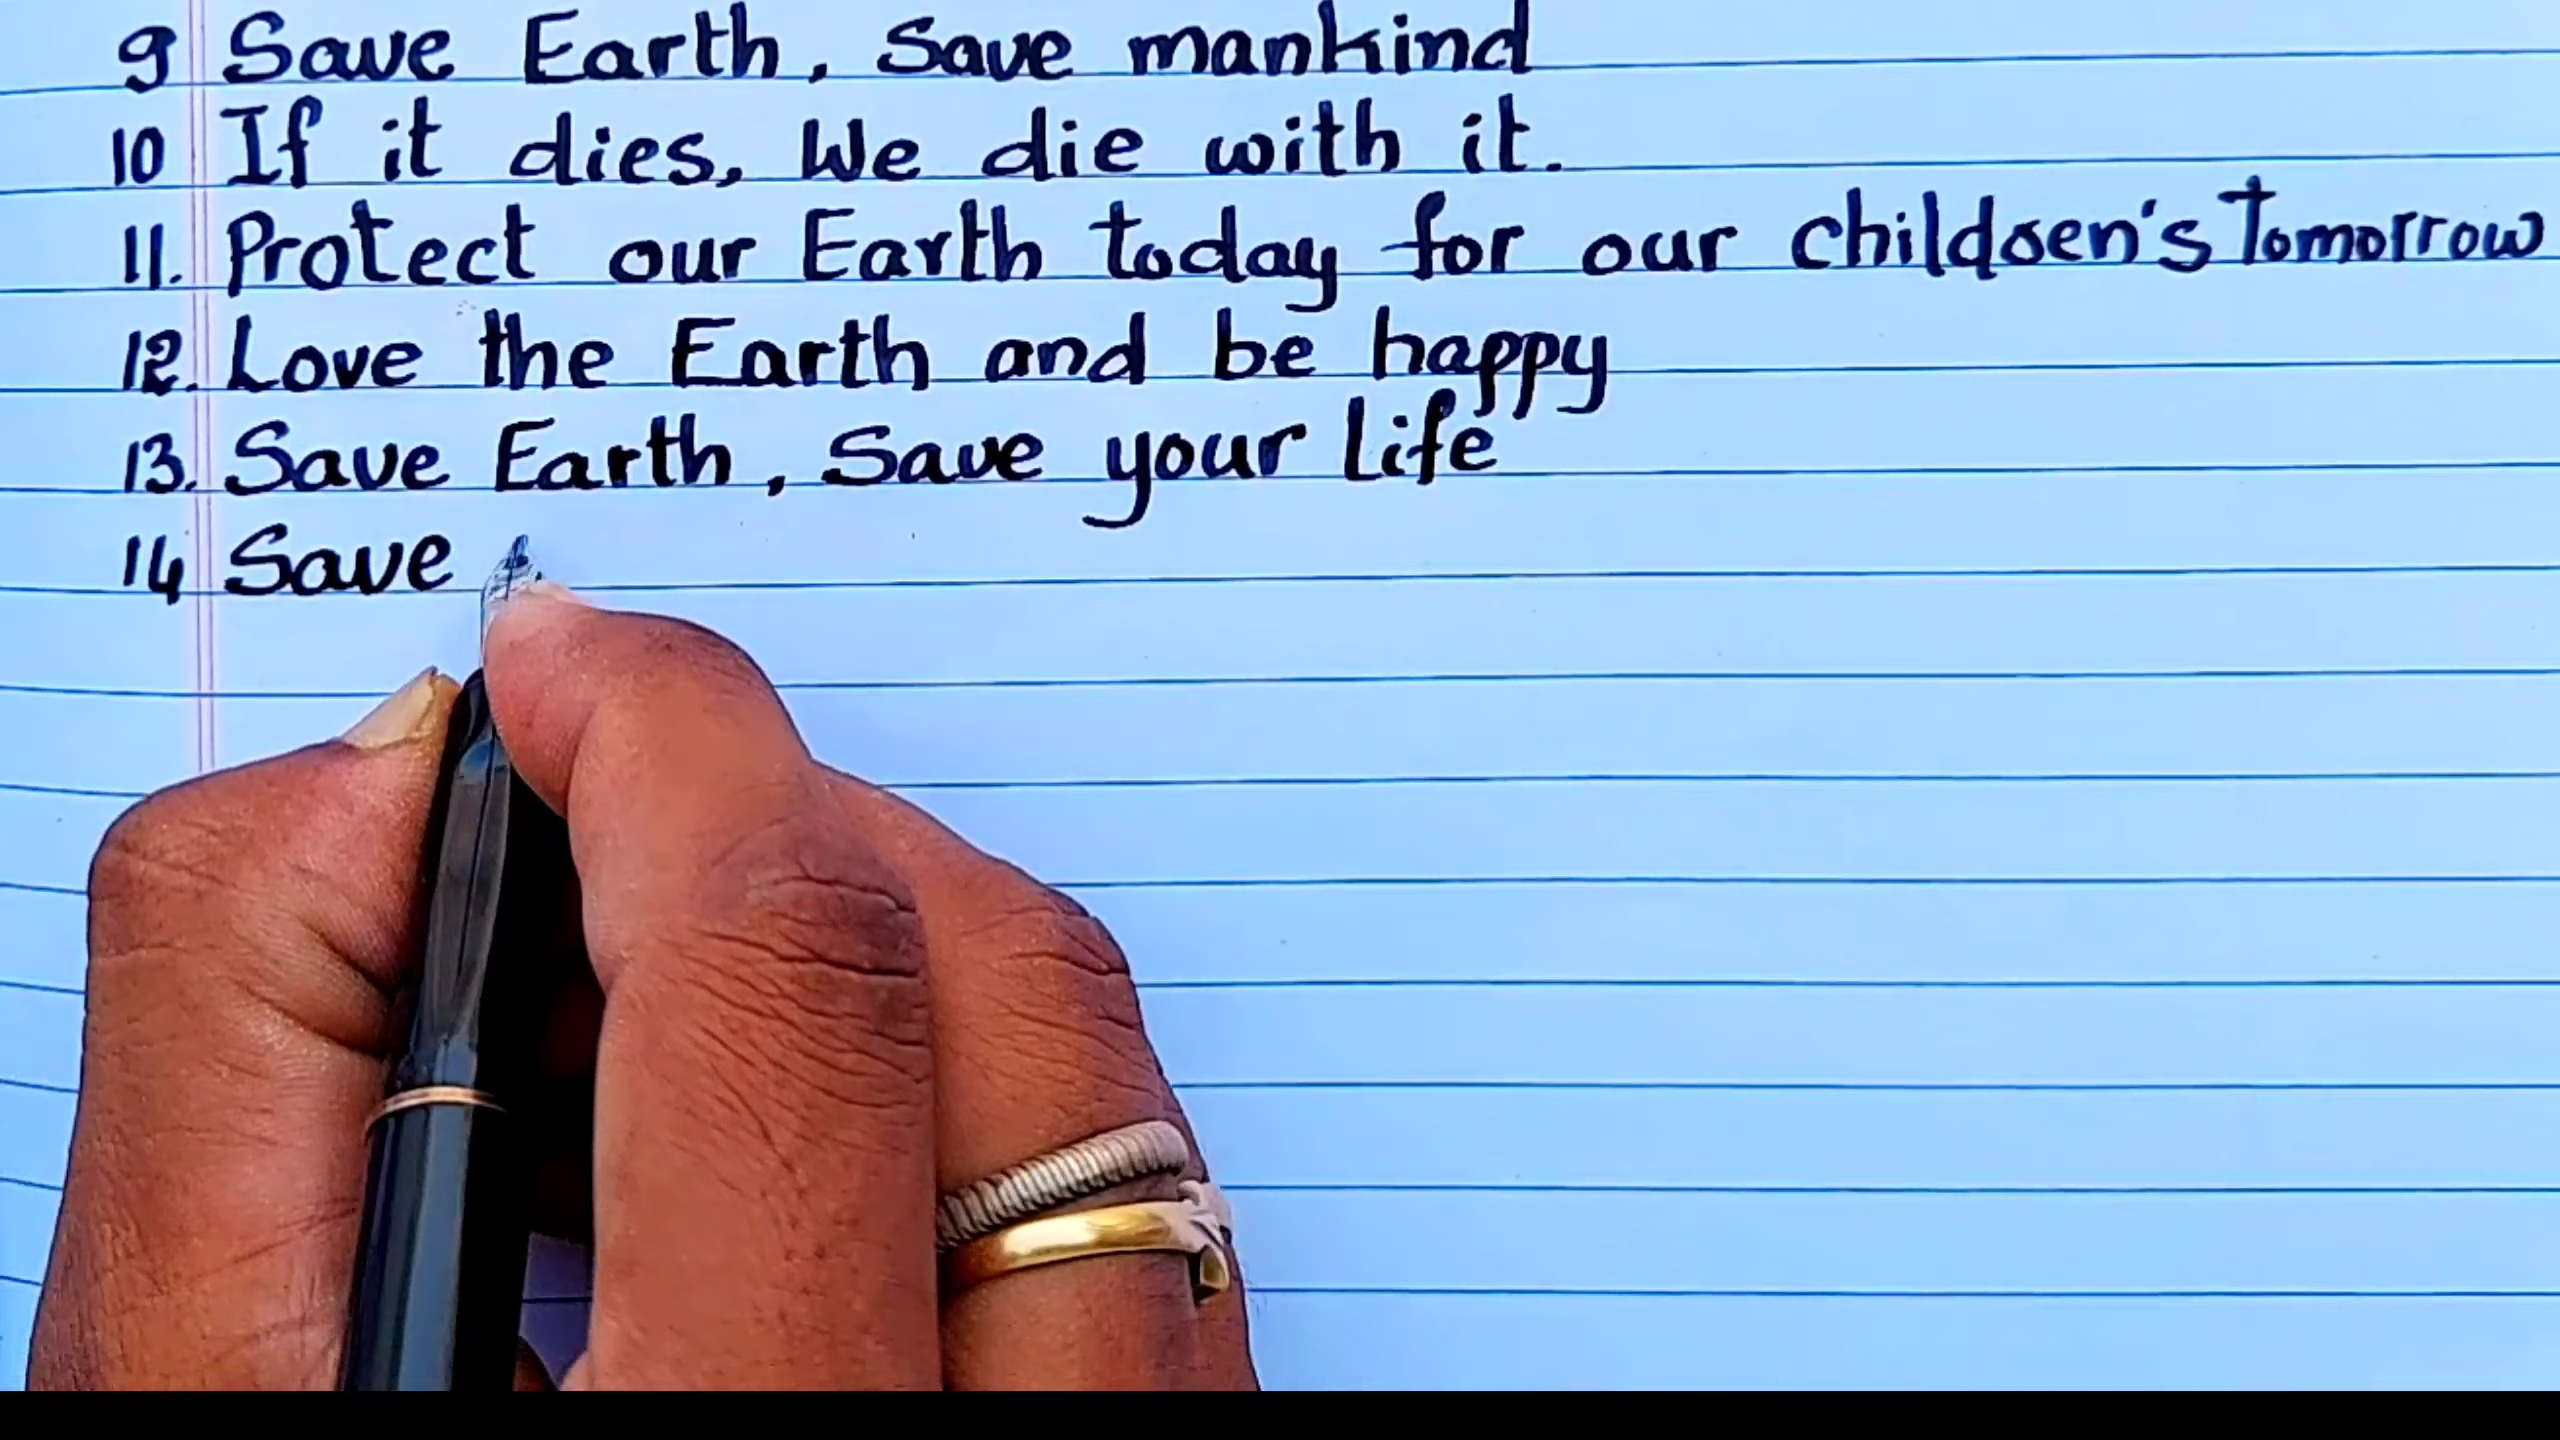 9 Save Earth, Save mankind
10 If it dies, We die with it.
11. Protect our Earth today for our children's Tomorrow
12. Love the Earth and be happy
13. Save Earth, Save your life
14 Save